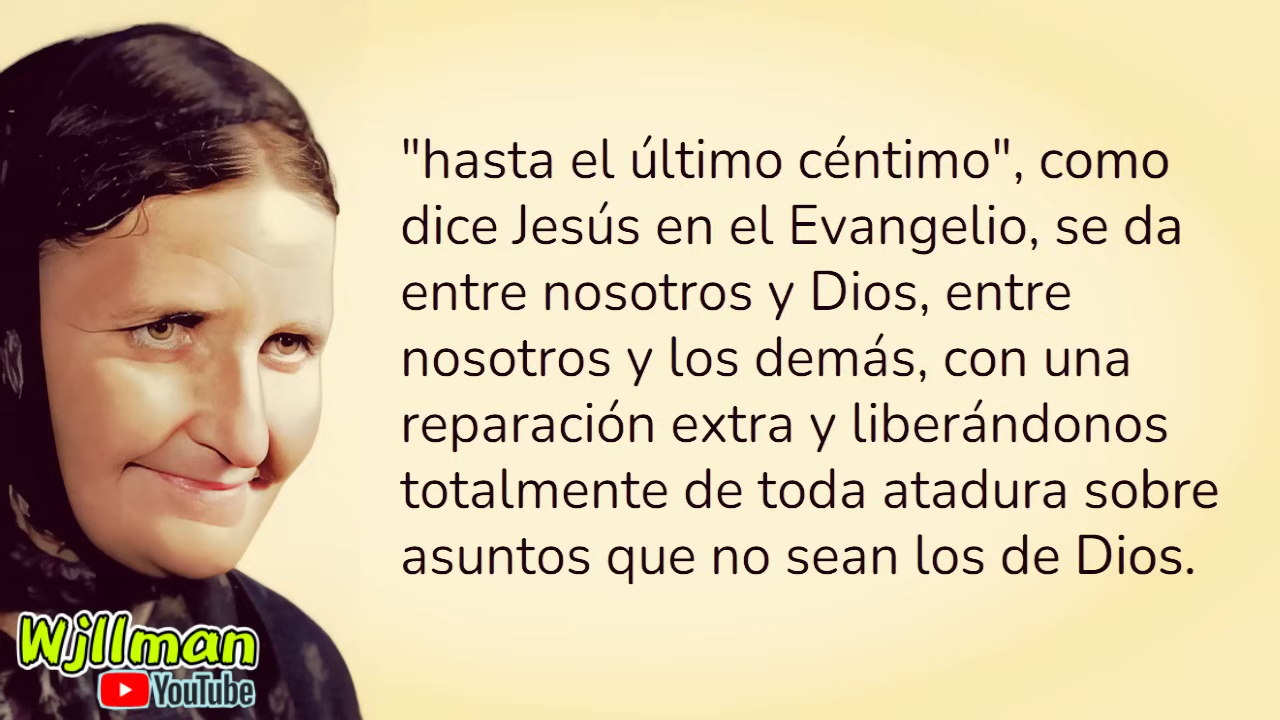 "hasta el último céntimo", como
dice Jesús en el Evangelio, se da
entre nosotros y Dios, entre
nosotros y los demás, con una
reparación extra y liberándonos
totalmente de toda atadura sobre
asuntos que no sean los de Dios.
Wjllman
YouTube